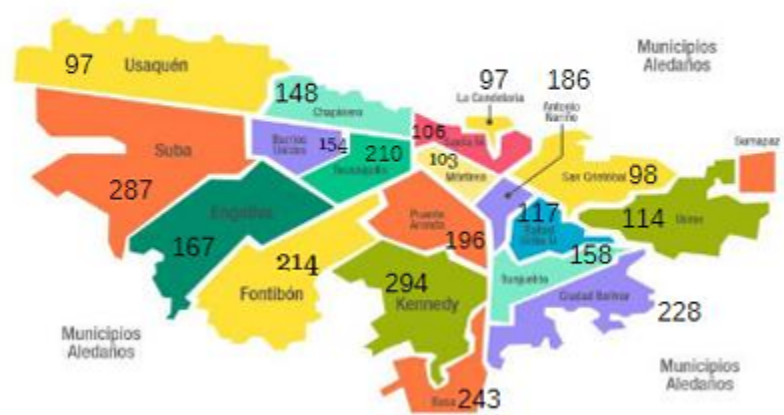 97 Usaquén
Municipios
Aledaños
148
Chapinero
97
La Candelaria
186
Antonio
Nariño
106
Santa fé
Suba
287
Barrios
Unidos
154
210
Teusaquillo
103
Mártires
San Cristóbal 98
Sumapaz
Engativa
167
Puente
Aranda
196
117
Rafael
Uribe U.
114 Usme
214
Fontibón
294
Kennedy
158
Tunjuelito
Ciudad Bolívar
228
Municipios
Aledaños
Municipios
Aledaños
Bosa 243